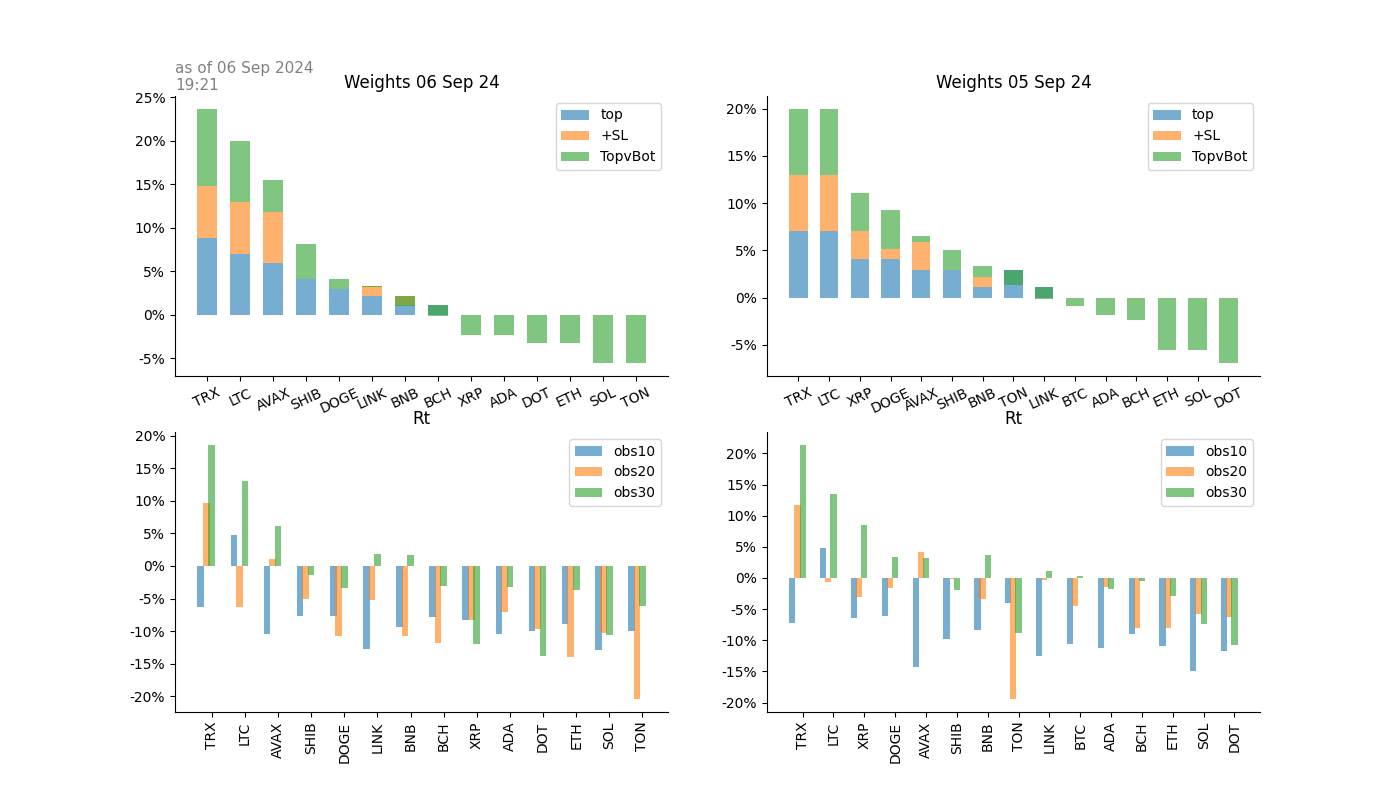 as of 06 Sep 2024
19:21
Weights 06 Sep 24
25%
20%
15%
10%
5%
0%
-5%
top
+SL
TopvBot
TRX LTC AVAX SHIB DOGE LINK BNB BCH XRP ADA DOT ETH SOL TON
Weights 05 Sep 24
20%
15%
10%
5%
0%
-5%
top
+SL
TopvBot
TRX LTC XRP DOGE AVAX SHIB BNB TON LINK BTC ADA BCH ETH SOL DOT
Rt
20%
15%
10%
5%
0%
-5%
-10%
-15%
-20%
obs10
obs20
obs30
TRX LTC AVAX SHIB DOGE LINK BNB BCH XRP ADA DOT ETH SOL TON
Rt
20%
15%
10%
5%
0%
-5%
-10%
-15%
-20%
obs10
obs20
obs30
TRX LTC XRP DOGE AVAX SHIB BNB TON LINK BTC ADA BCH ETH SOL DOT